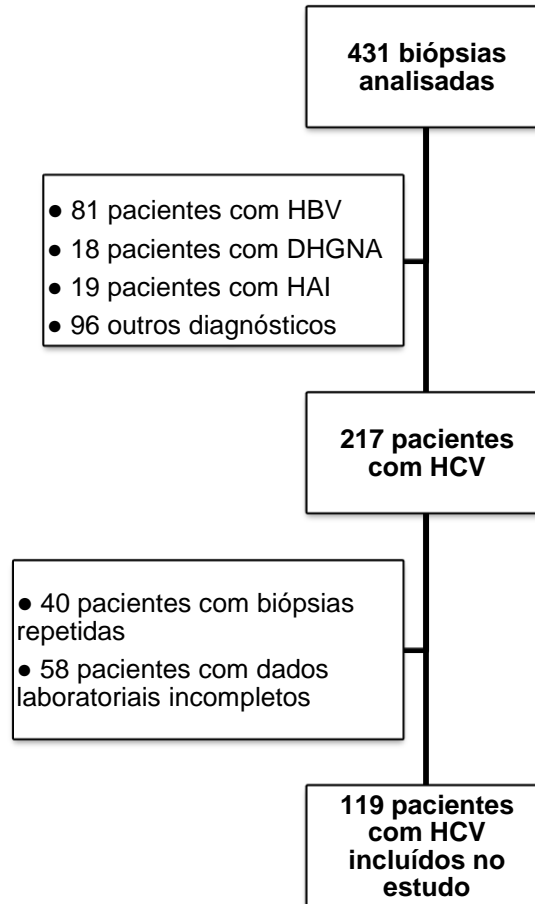 431 biópsias
analisadas
● 81 pacientes com HBV
● 18 pacientes com DHGNA
● 19 pacientes com HAI
● 96 outros diagnósticos
217 pacientes
com HCV
● 40 pacientes com biópsias
repetidas
● 58 pacientes com dados
laboratoriais incompletos
119 pacientes
com HCV
incluídos no
estudo